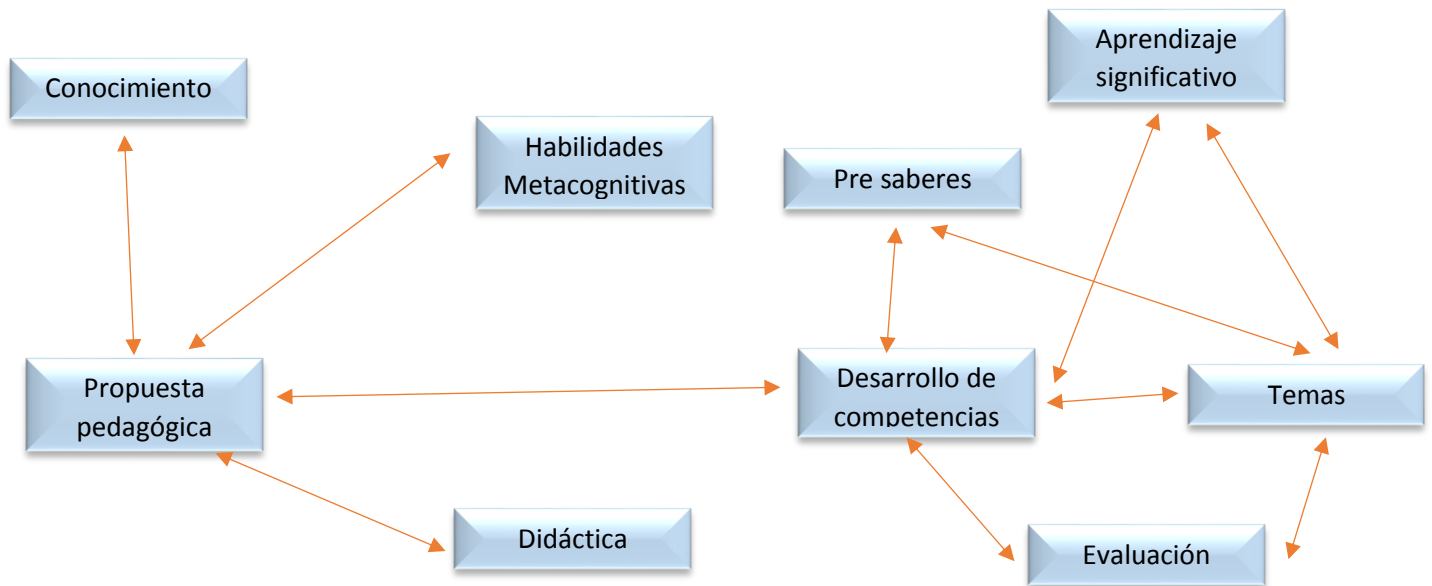 Aprendizaje
significativo
Conocimiento
Habilidades
Metacognitivas
Pre saberes
Propuesta
pedagógica
Desarrollo de
competencias
Temas
Didáctica
Evaluación